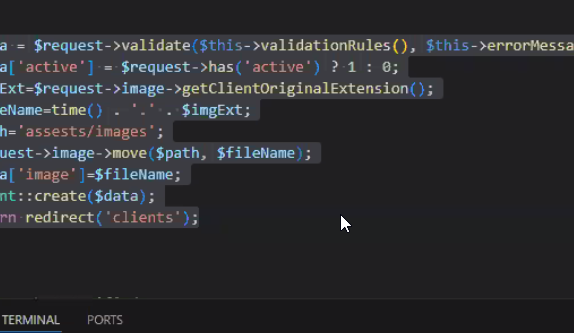 a = $request->validate($this->validationRules(), $this->errorMessa
a['active'] = $request->has('active') ? 1 : 0;
Ext=$request->image->getClientOriginalExtension();
eName=time() . '.' . $imgExt;
h='assests/images';
uest->image->move($path, $fileName);
a['image']=$fileName;
nt::create($data);
rn redirect('clients');
TERMINAL PORTS